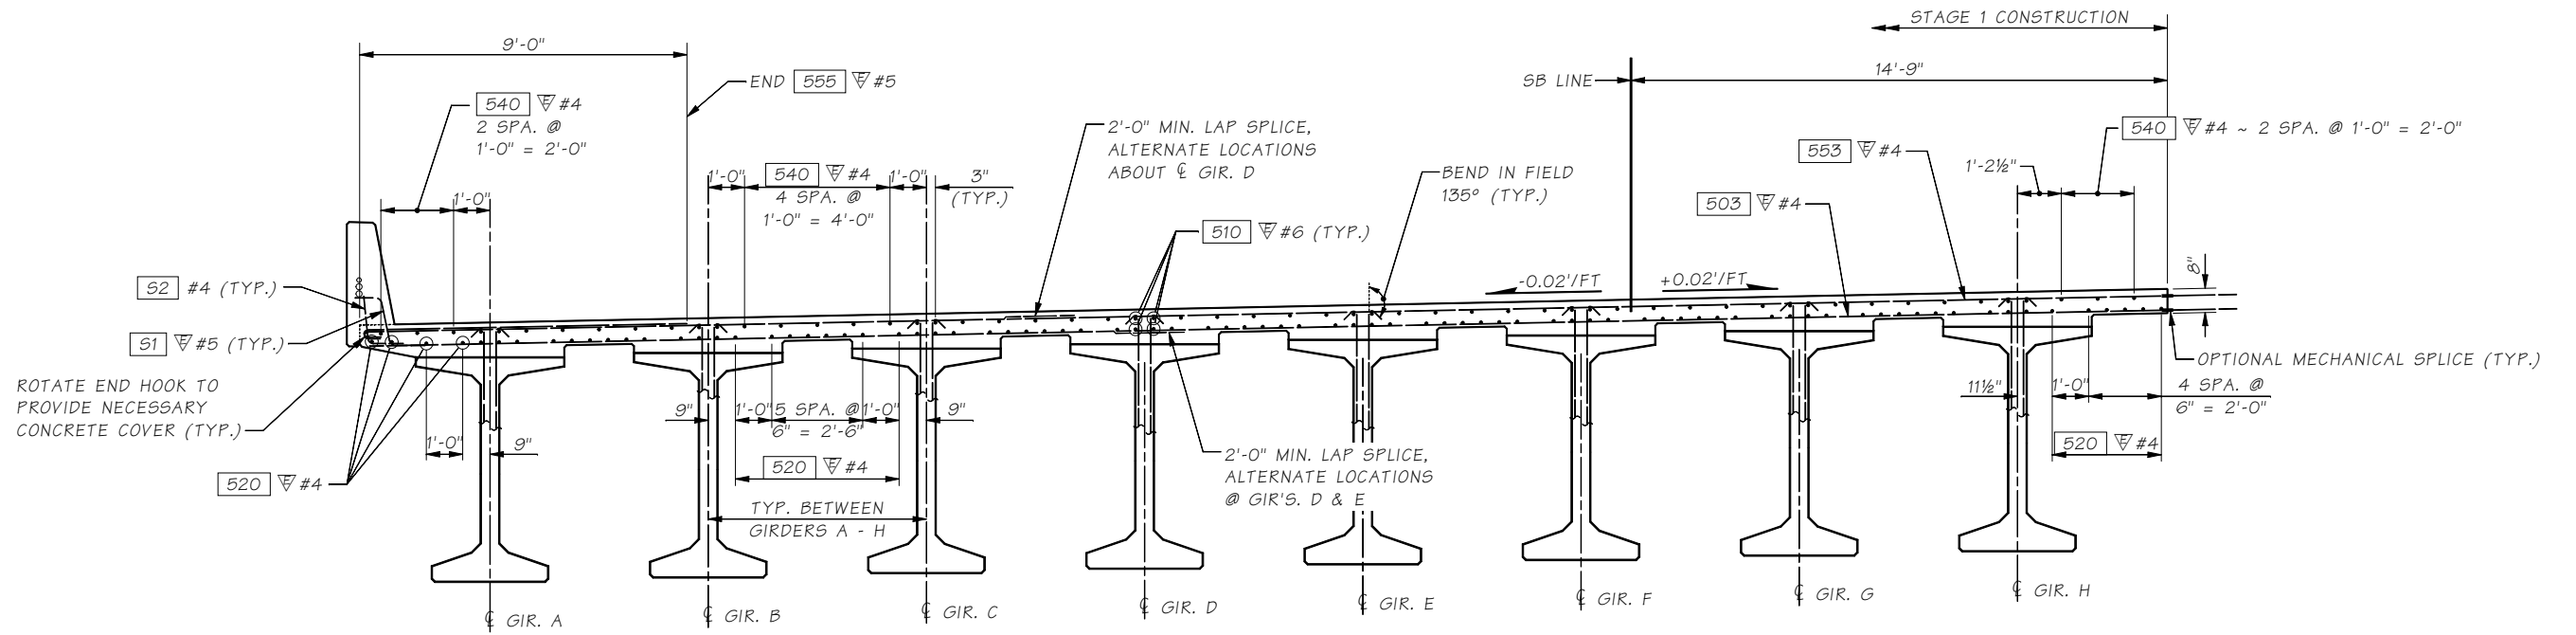 STAGE 1 CONSTRUCTION
9'-0"
14'-9"
SB LINE
END 555 E #5
540 E #4
2 SPA. @
1'-0" = 2'-0"
1'-0"
1'-0"
540 E #4
4 SPA. @
1'-0" = 4'-0"
1'-0"
3"
(TYP.)
2'-0" MIN. LAP SPLICE,
ALTERNATE LOCATIONS
ABOUT ℄ GIR. D
BEND IN FIELD
135° (TYP.)
510 E #6 (TYP.)
553 E #4
503 E #4
1'-2½"
540 E #4 ~ 2 SPA. @ 1'-0" = 2'-0"
-0.02'/FT
+0.02'/FT
8"
S2 #4 (TYP.)
S1 E #5 (TYP.)
ROTATE END HOOK TO
PROVIDE NECESSARY
CONCRETE COVER (TYP.)
520 E #4
1'-0"
9"
9"
1'-0"
5 SPA. @
6" = 2'-6"
1'-0"
9"
520 E #4
TYP. BETWEEN
GIRDERS A - H
2'-0" MIN. LAP SPLICE,
ALTERNATE LOCATIONS
@ GIR'S. D & E
OPTIONAL MECHANICAL SPLICE (TYP.)
11½"
1'-0"
4 SPA. @
6" = 2'-0"
520 E #4
℄ GIR. A
℄ GIR. B
℄ GIR. C
℄ GIR. D
℄ GIR. E
℄ GIR. F
℄ GIR. G
℄ GIR. H